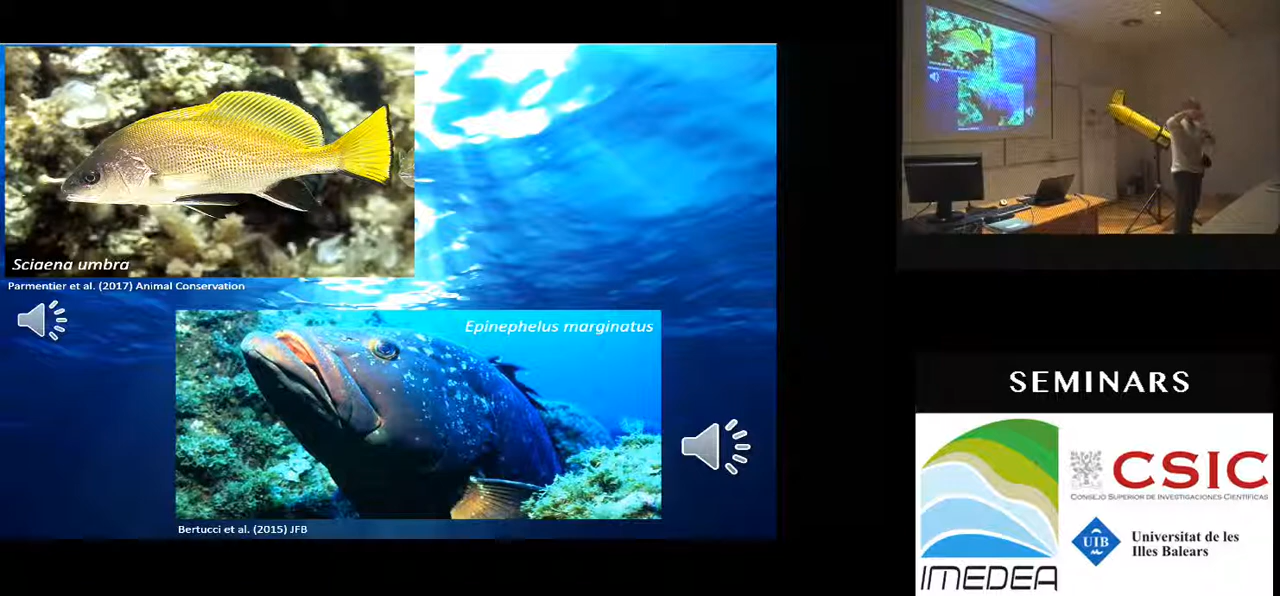 Sciaena umbra
Parmentier et al. (2017) Animal Conservation
Epinephelus marginatus
Bertucci et al. (2015) JFB
SEMINARS
CSIC
CONSEJO SUPERIOR DE INVESTIGACIONES CIENTÍFICAS
UIB
Universitat de les
Illes Balears
IMEDEA